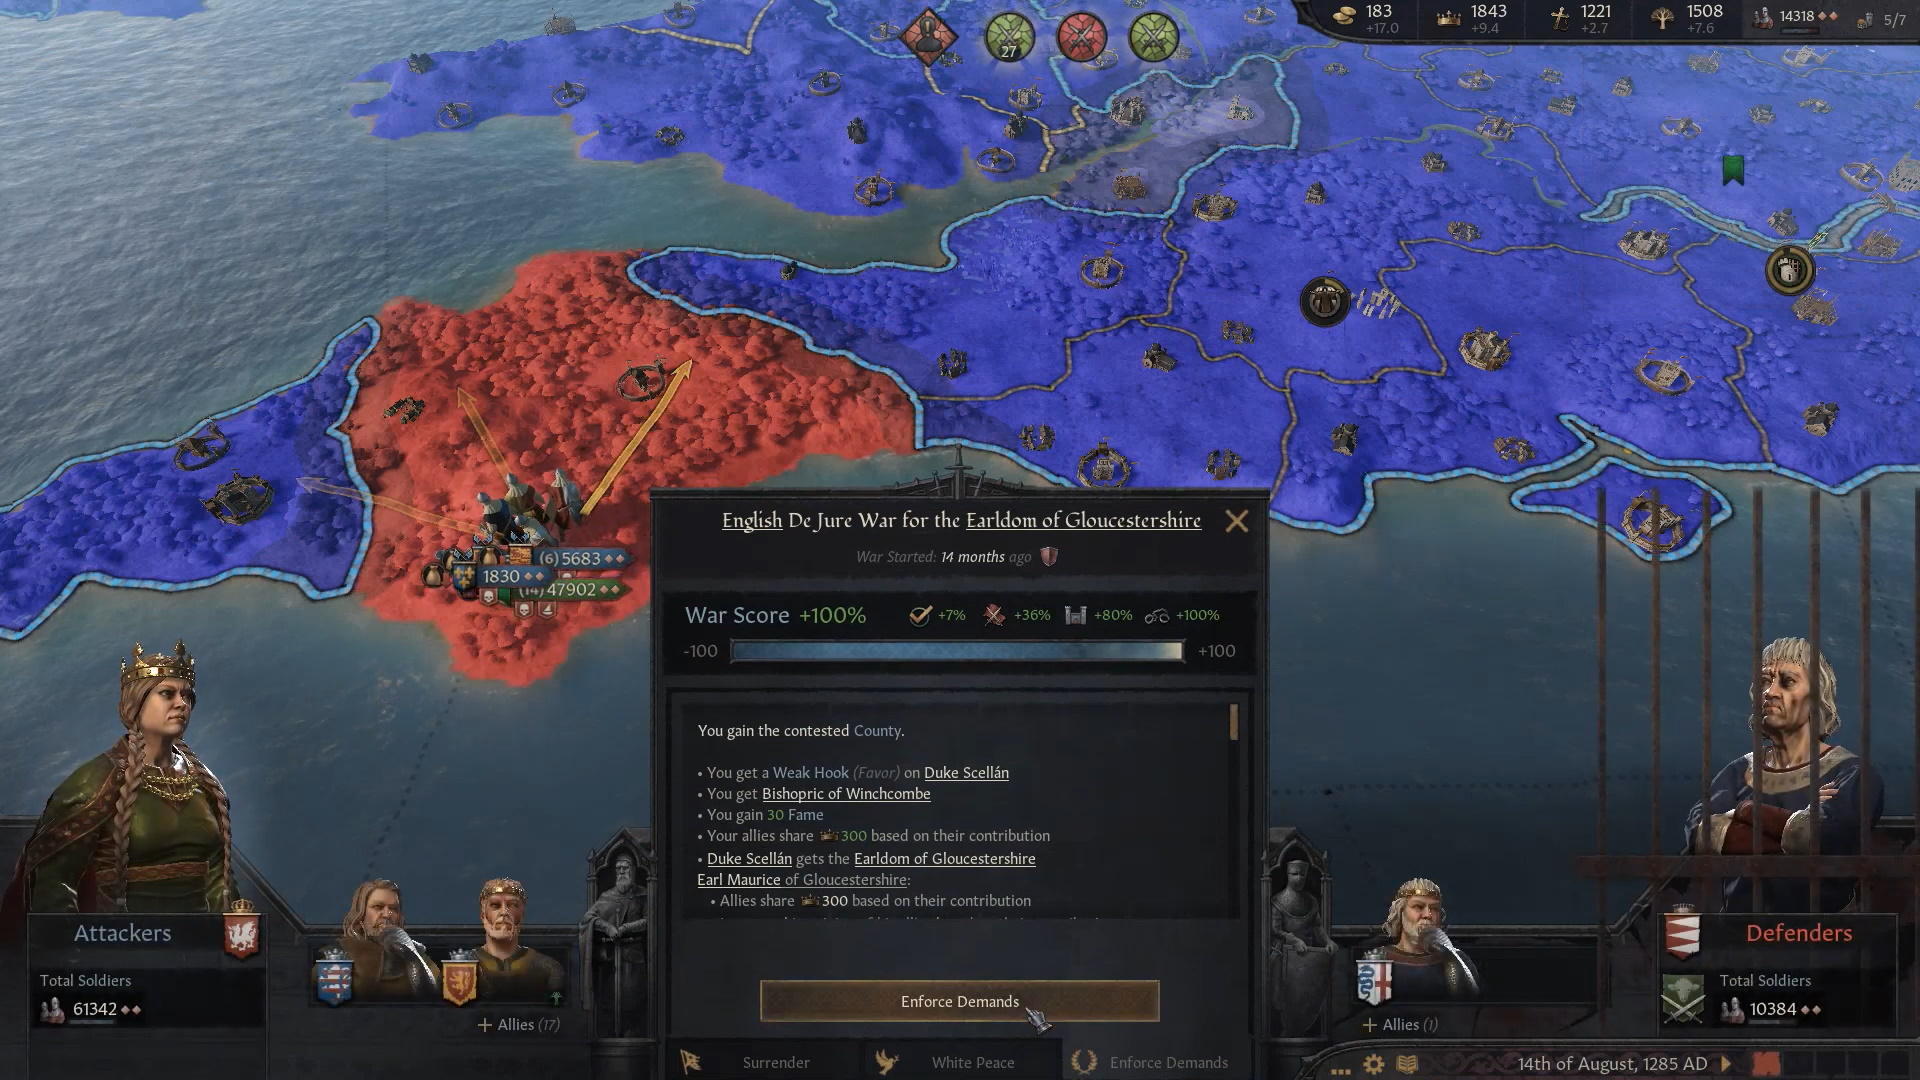 183
+17.0
1843
+9.4
1221
+2.7
1508
+7.6
14318
5/7
27
(6) 5683
1830
(14) 47902
English De Jure War for the Earldom of Gloucestershire
War Started: 14 months ago
War Score +100%
+7%
+36%
+80%
+100%
-100
+100
You gain the contested County.
• You get a Weak Hook (Favor) on Duke Scellán
• You get Bishopric of Winchcombe
• You gain 30 Fame
• Your allies share 300 based on their contribution
• Duke Scellán gets the Earldom of Gloucestershire
Earl Maurice of Gloucestershire:
• Allies share 300 based on their contribution
Attackers
Total Soldiers
61342
+ Allies (17)
Enforce Demands
+ Allies (1)
Defenders
Total Soldiers
10384
Surrender
White Peace
Enforce Demands
14th of August, 1285 AD